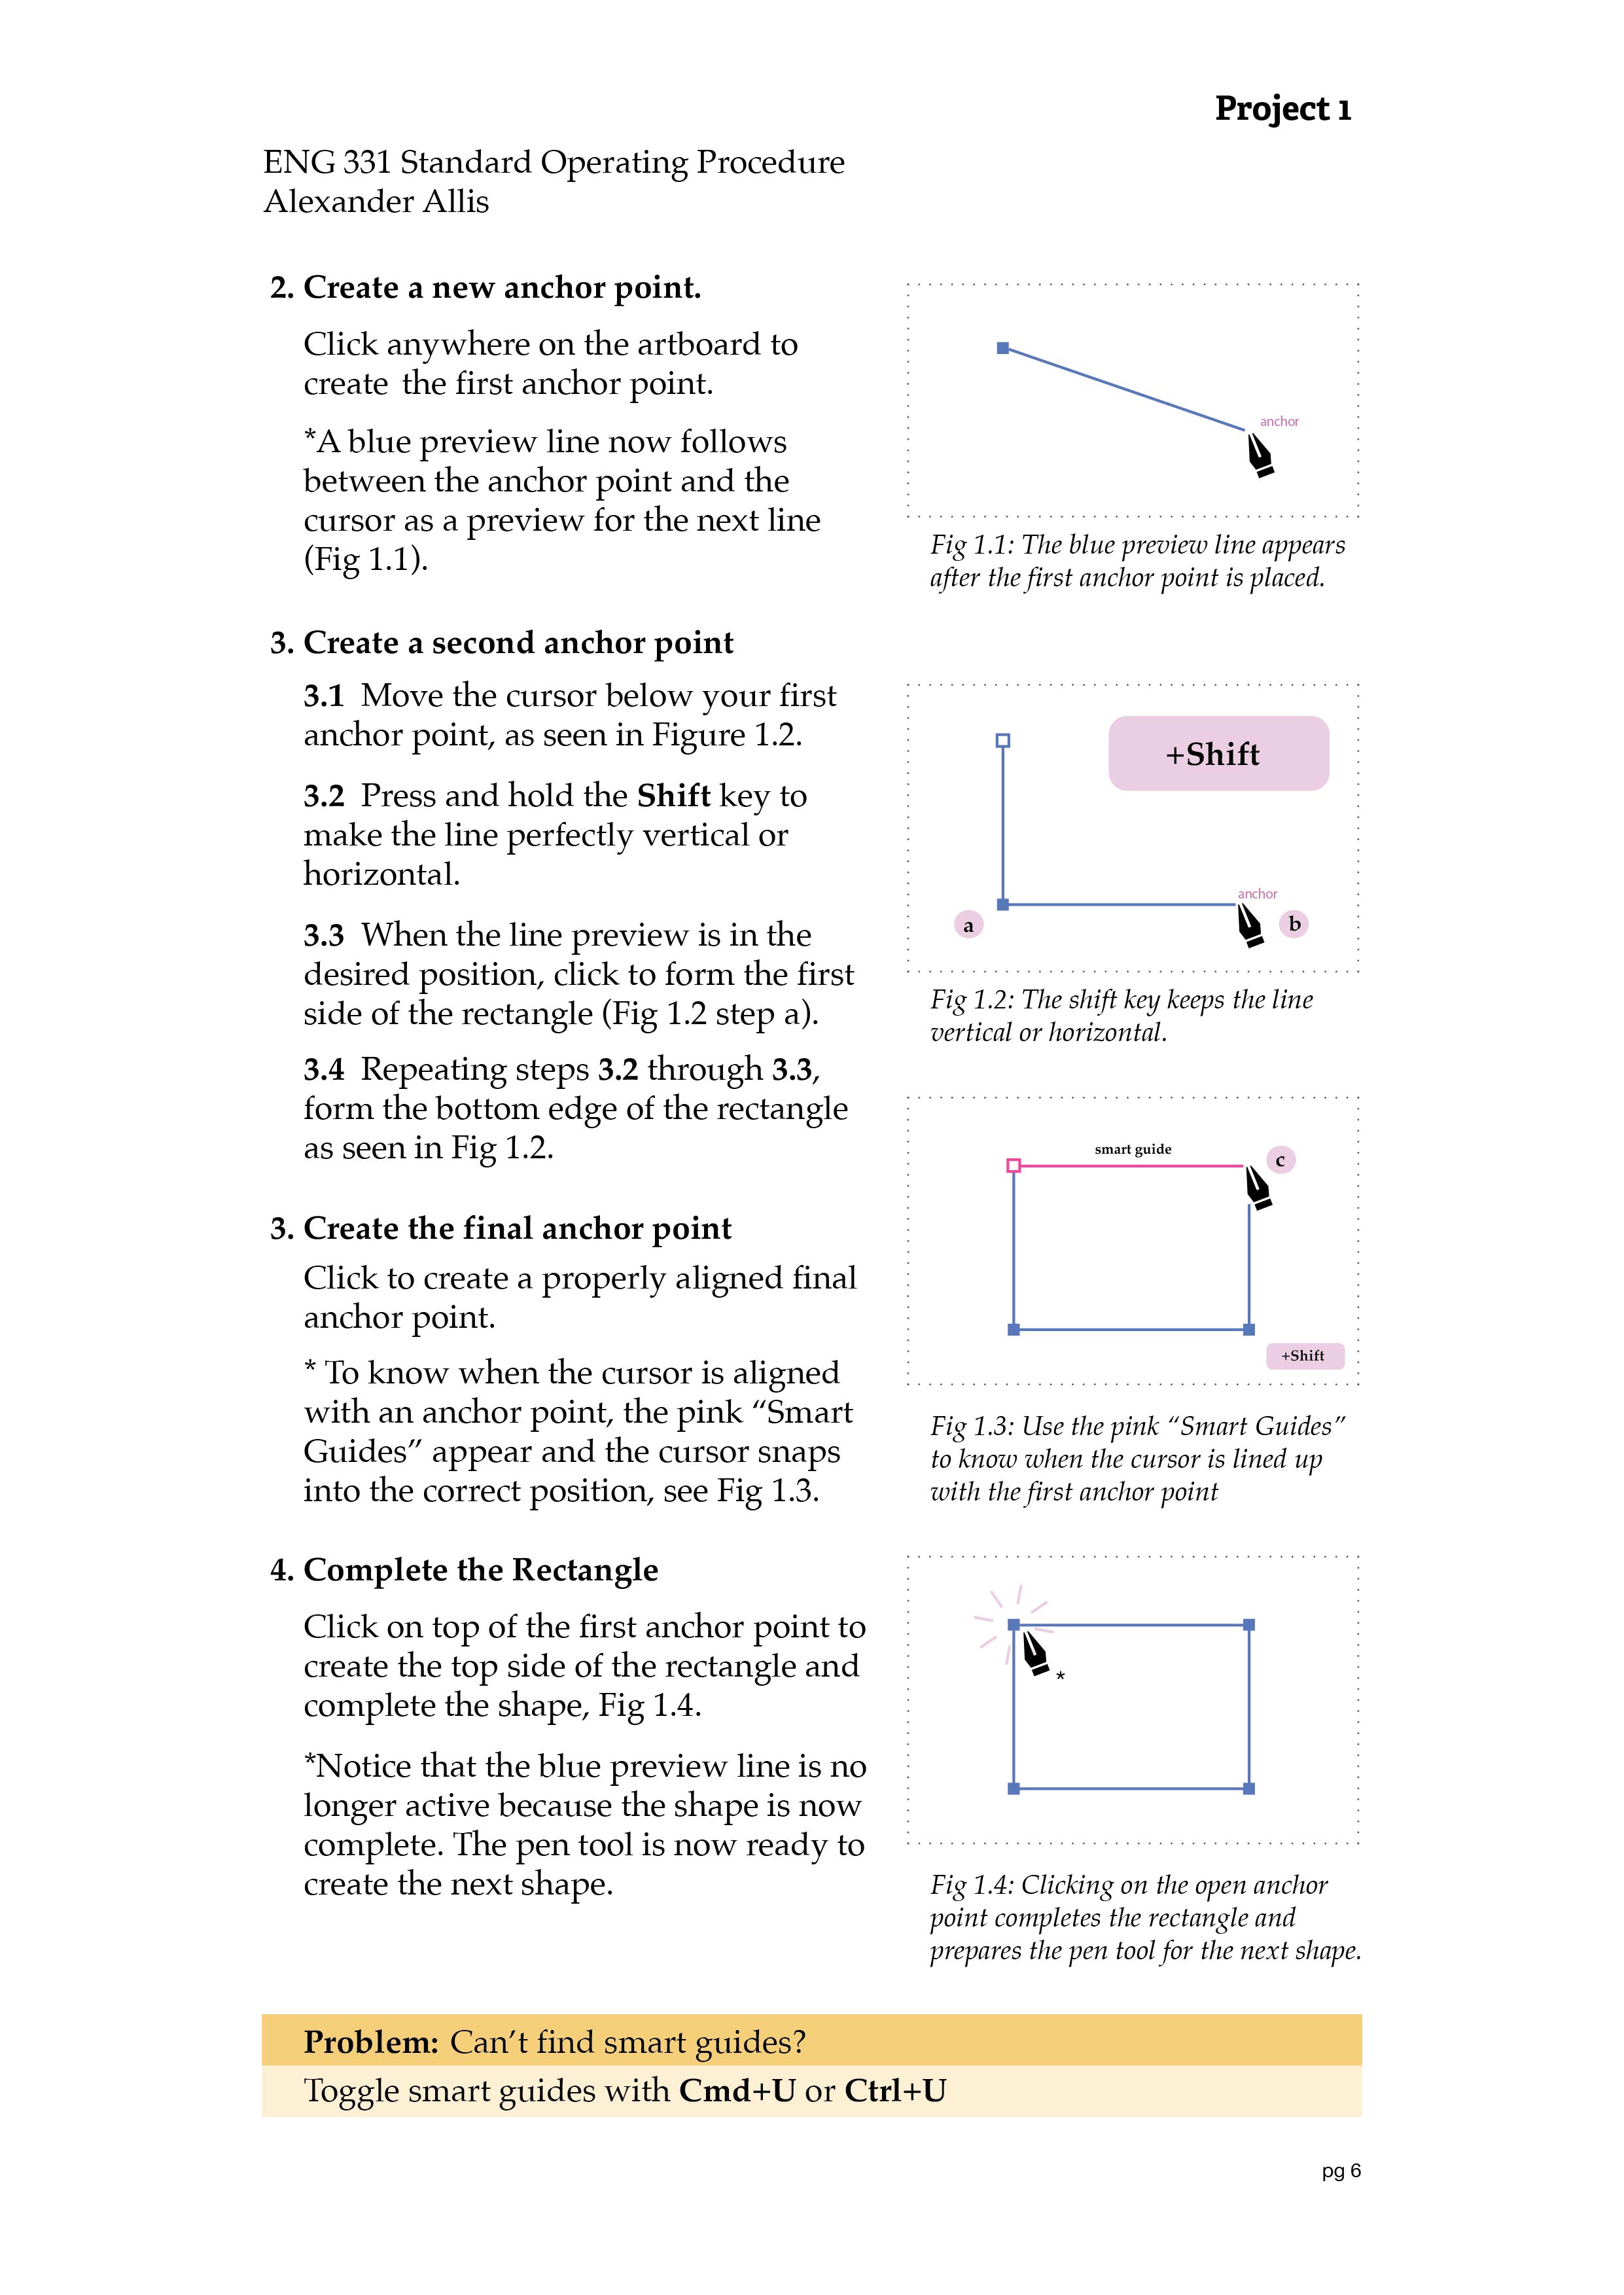 Project 1
ENG 331 Standard Operating Procedure
Alexander Allis
2. Create a new anchor point.
Click anywhere on the artboard to
create the first anchor point.
*A blue preview line now follows
between the anchor point and the
cursor as a preview for the next line
(Fig 1.1).
anchor
Fig 1.1: The blue preview line appears
after the first anchor point is placed.
3. Create a second anchor point
3.1 Move the cursor below your first
anchor point, as seen in Figure 1.2.
3.2 Press and hold the Shift key to
make the line perfectly vertical or
horizontal.
3.3 When the line preview is in the
desired position, click to form the first
side of the rectangle (Fig 1.2 step a).
3.4 Repeating steps 3.2 through 3.3,
form the bottom edge of the rectangle
as seen in Fig 1.2.
+Shift
anchor
a
b
Fig 1.2: The shift key keeps the line
vertical or horizontal.
3. Create the final anchor point
Click to create a properly aligned final
anchor point.
* To know when the cursor is aligned
with an anchor point, the pink “Smart
Guides” appear and the cursor snaps
into the correct position, see Fig 1.3.
smart guide
c
+Shift
Fig 1.3: Use the pink “Smart Guides”
to know when the cursor is lined up
with the first anchor point
4. Complete the Rectangle
Click on top of the first anchor point to
create the top side of the rectangle and
complete the shape, Fig 1.4.
*Notice that the blue preview line is no
longer active because the shape is now
complete. The pen tool is now ready to
create the next shape.
*
Fig 1.4: Clicking on the open anchor
point completes the rectangle and
prepares the pen tool for the next shape.
Problem: Can’t find smart guides?
Toggle smart guides with Cmd+U or Ctrl+U
pg 6